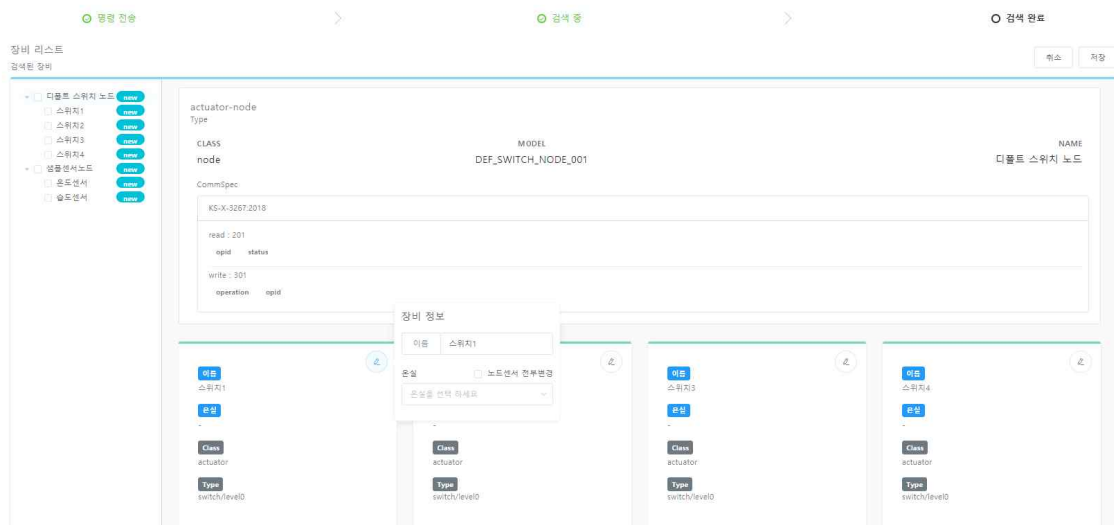 명령 전송
검색 중
검색 완료
장비 리스트
검색된 장비
취소
저장
디폴트 스위치 노드 new
스위치1 new
스위치2 new
스위치3 new
스위치4 new
샘플센서노드 new
온도센서 new
습도센서 new
actuator-node
Type
CLASS MODEL NAME
node DEF_SWITCH_NODE_001 디폴트 스위치 노드
CommSpec
KS-X-3267:2018
read : 201
opid status
write : 301
operation opid
장비 정보
이름 스위치1
온실 노드센서 전부변경
온실을 선택 하세요
이름
스위치1
온실
-
Class
actuator
Type
switch/level0
-
Class
actuator
Type
switch/level0
이름
스위치3
온실
-
Class
actuator
Type
switch/level0
이름
스위치4
온실
-
Class
actuator
Type
switch/level0